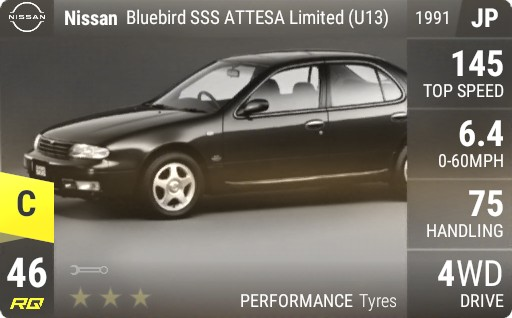 NISSAN
Nissan Bluebird SSS ATTESA Limited (U13) 1991 JP
145
TOP SPEED
6.4
0-60MPH
75
HANDLING
4WD
DRIVE
C
46
RQ
PERFORMANCE Tyres